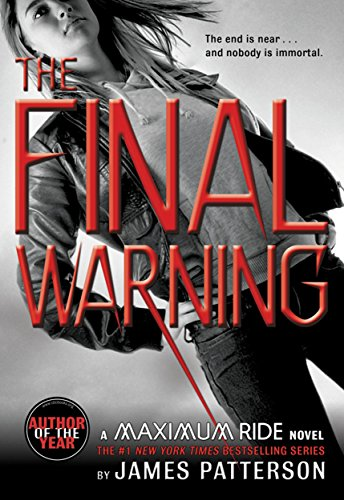 The end is near . . .
and nobody is immortal.
THE
FINAL
WARNING
AUTHOR
OF THE
YEAR
A MAXIMUM RIDE NOVEL
THE #1 NEW YORK TIMES BESTSELLING SERIES
BY JAMES PATTERSON